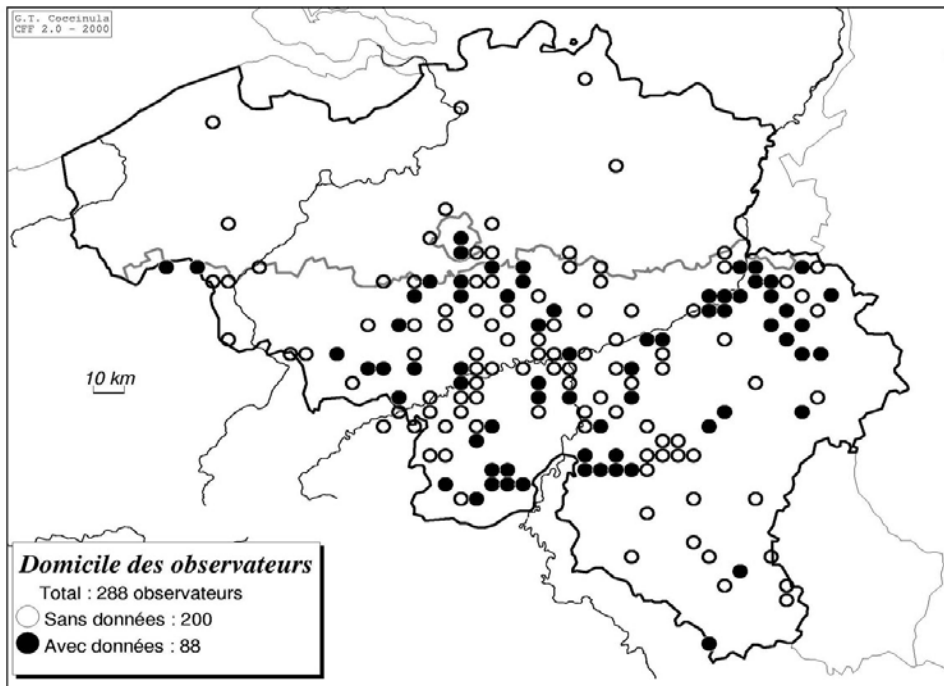 G.T. Coccinula
CFF 2.0 - 2000
10 km
Domicile des observateurs
Total : 288 observateurs
Sans données : 200
Avec données : 88